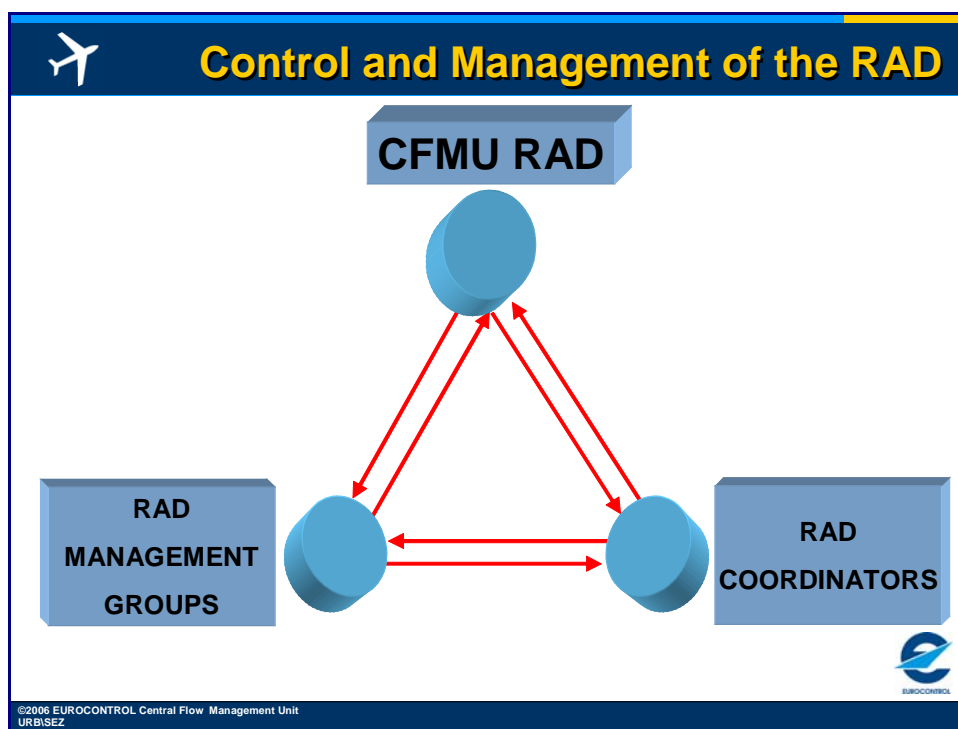 Control and Management of the RAD
CFMU RAD
RAD
MANAGEMENT
GROUPS
RAD
COORDINATORS
EUROCONTROL
©2006 EUROCONTROL Central Flow Management Unit
URB\SEZ